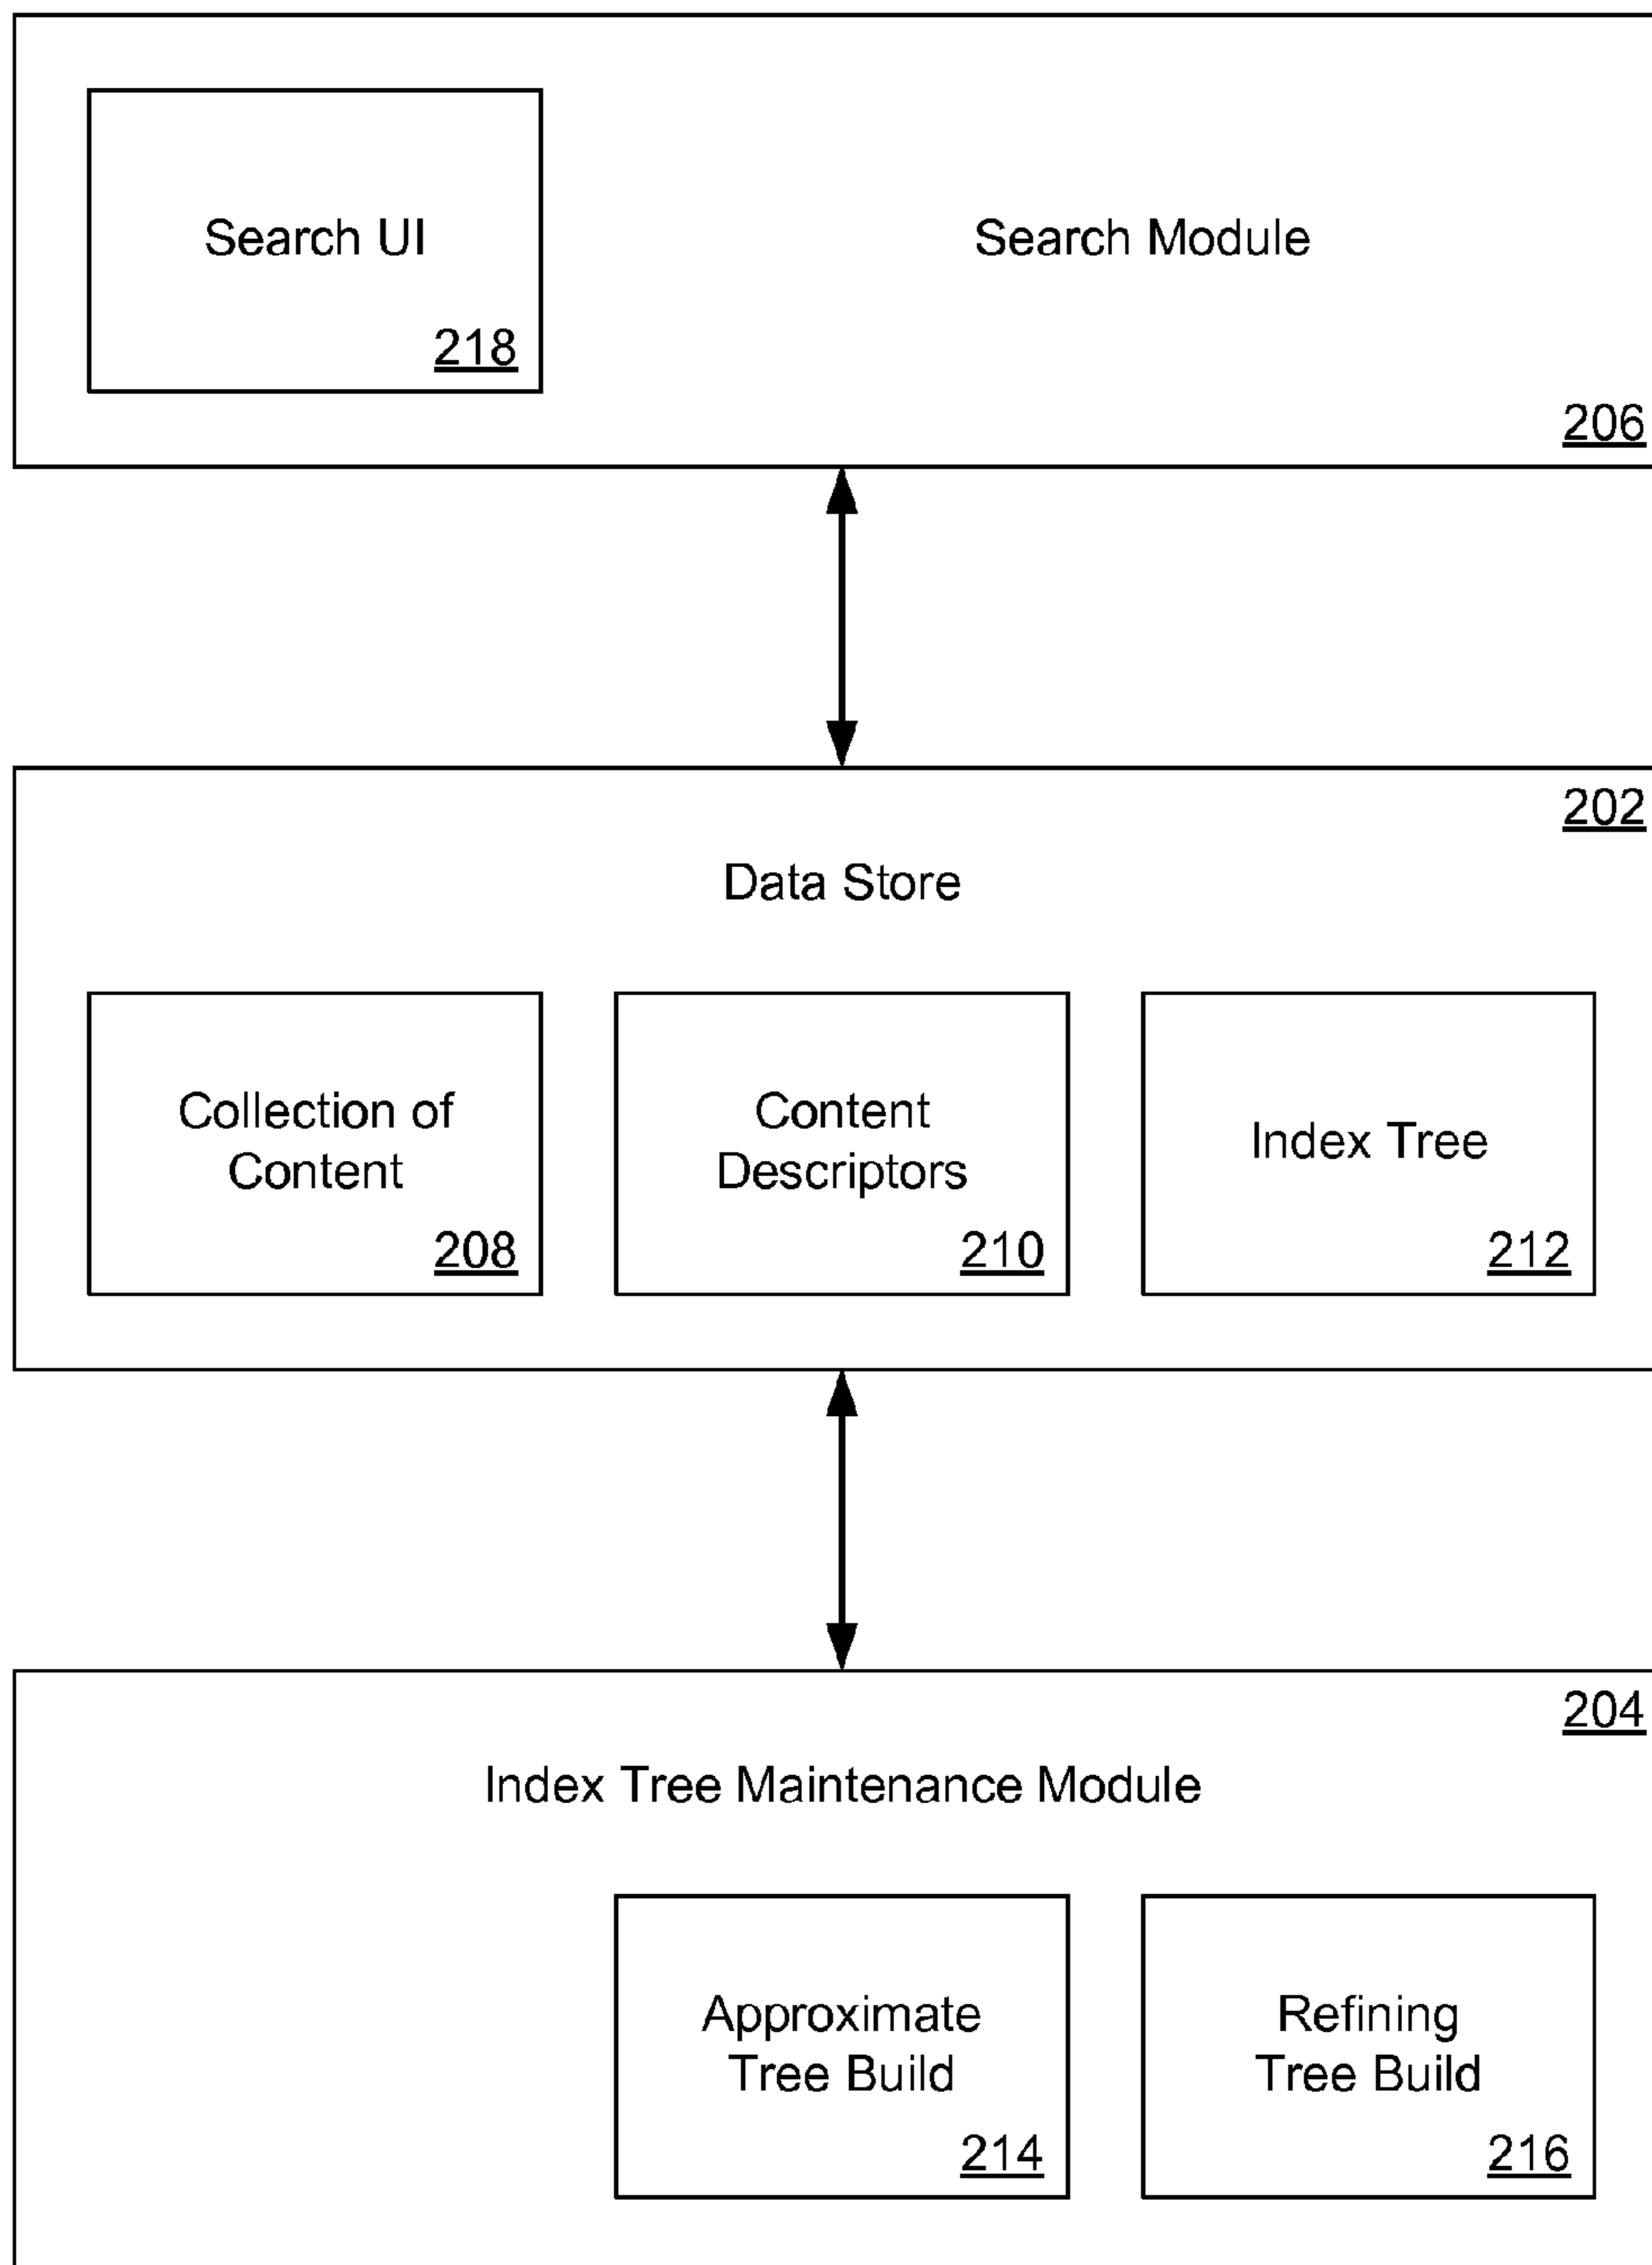 Search UI
218
Search Module
206
202
Data Store
Collection of
Content
208
Content
Descriptors
210
Index Tree
212
204
Index Tree Maintenance Module
Approximate
Tree Build
214
Refining
Tree Build
216